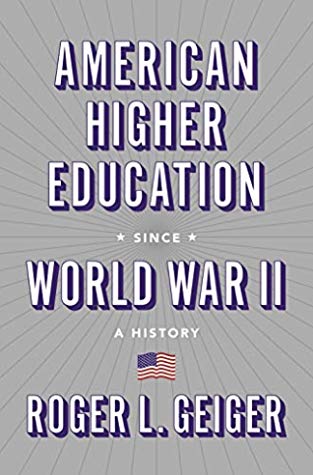 AMERICAN
HIGHER
EDUCATION
SINCE
WORLD WAR II
A HISTORY
ROGER L. GEIGER